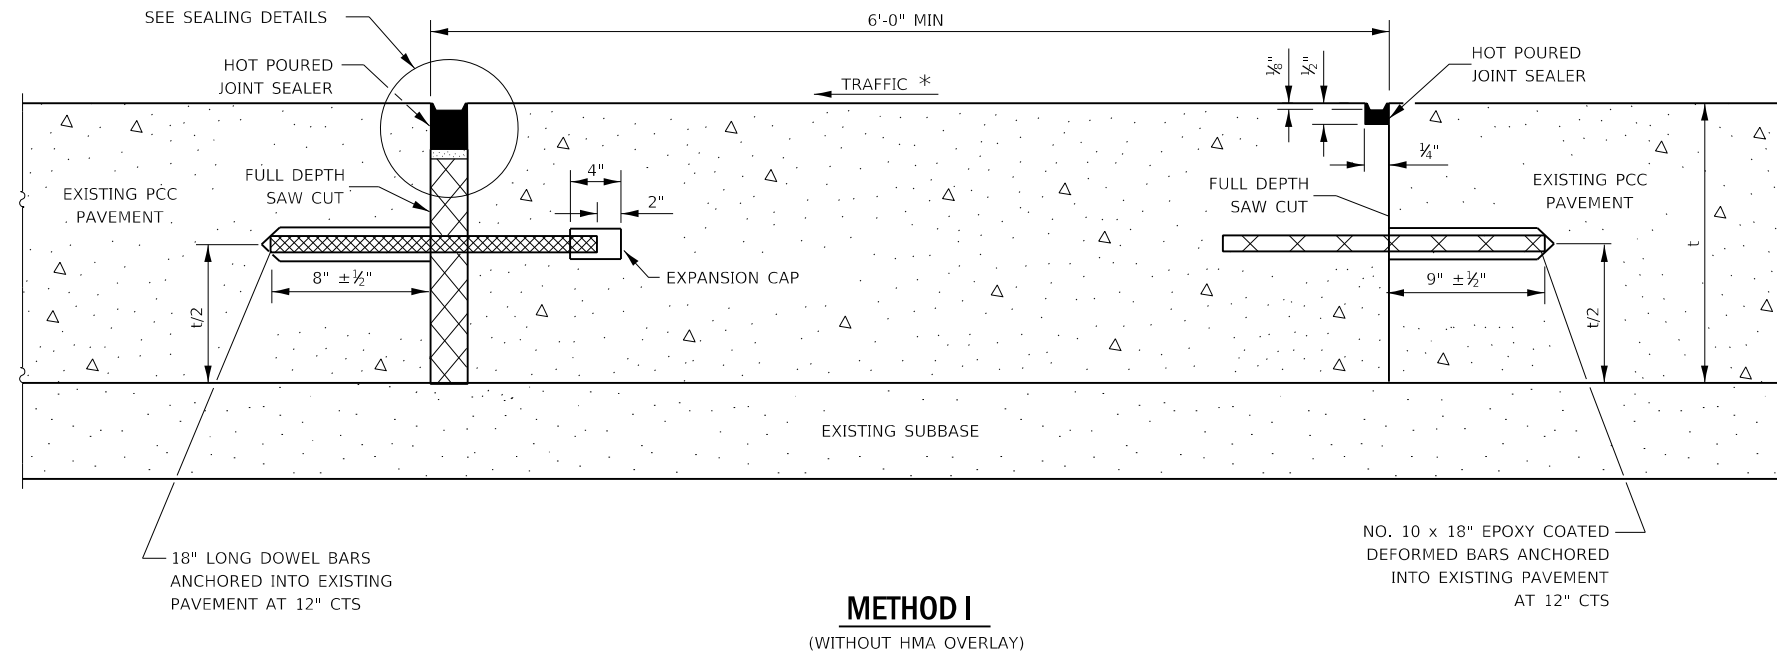 SEE SEALING DETAILS
6'-0" MIN
HOT POURED
JOINT SEALER
TRAFFIC *
⅛"
½"
HOT POURED
JOINT SEALER
¼"
4"
2"
FULL DEPTH
SAW CUT
EXISTING PCC
PAVEMENT
FULL DEPTH
SAW CUT
EXISTING PCC
PAVEMENT
t
EXPANSION CAP
8" ±½"
9" ±½"
t/2
t/2
EXISTING SUBBASE
18" LONG DOWEL BARS
ANCHORED INTO EXISTING
PAVEMENT AT 12" CTS
NO. 10 x 18" EPOXY COATED
DEFORMED BARS ANCHORED
INTO EXISTING PAVEMENT
AT 12" CTS
METHOD I
(WITHOUT HMA OVERLAY)